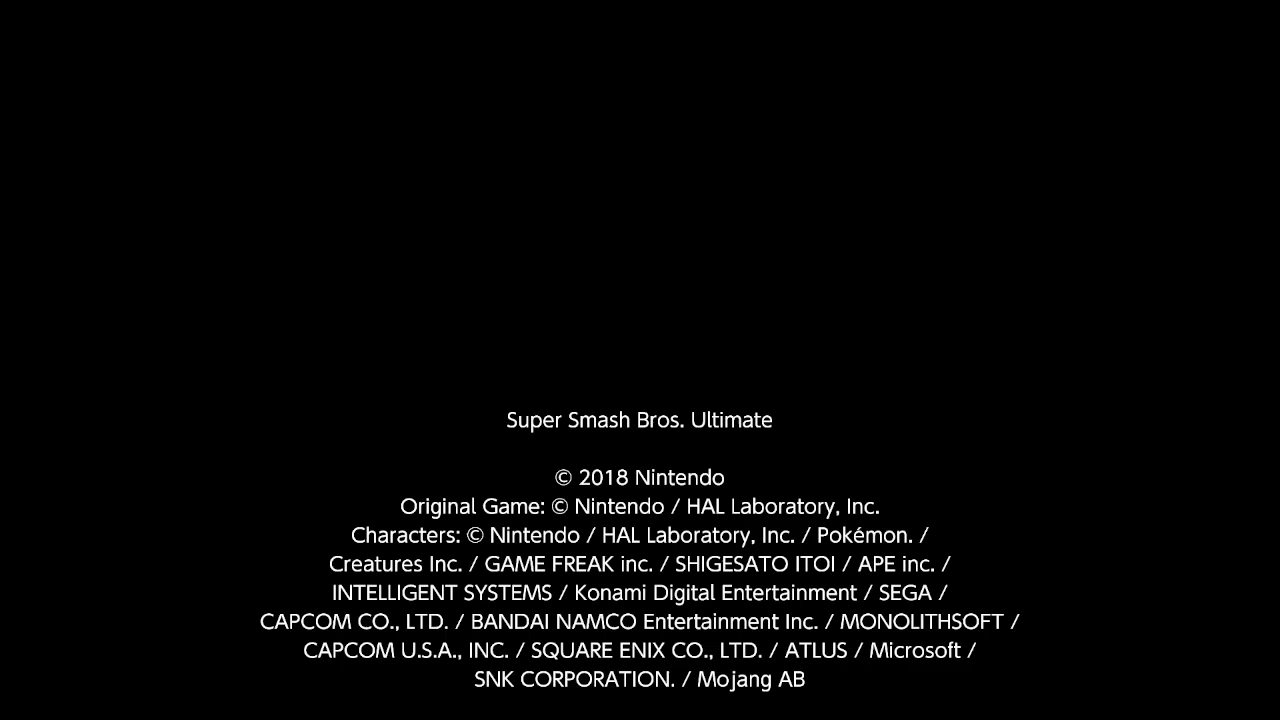 Super Smash Bros. Ultimate
© 2018 Nintendo
Original Game: © Nintendo / HAL Laboratory, Inc.
Characters: © Nintendo / HAL Laboratory, Inc. / Pokémon. /
Creatures Inc. / GAME FREAK inc. / SHIGESATO ITOI / APE inc. /
INTELLIGENT SYSTEMS / Konami Digital Entertainment / SEGA /
CAPCOM CO., LTD. / BANDAI NAMCO Entertainment Inc. / MONOLITHSOFT /
CAPCOM U.S.A., INC. / SQUARE ENIX CO., LTD. / ATLUS / Microsoft /
SNK CORPORATION. / Mojang AB